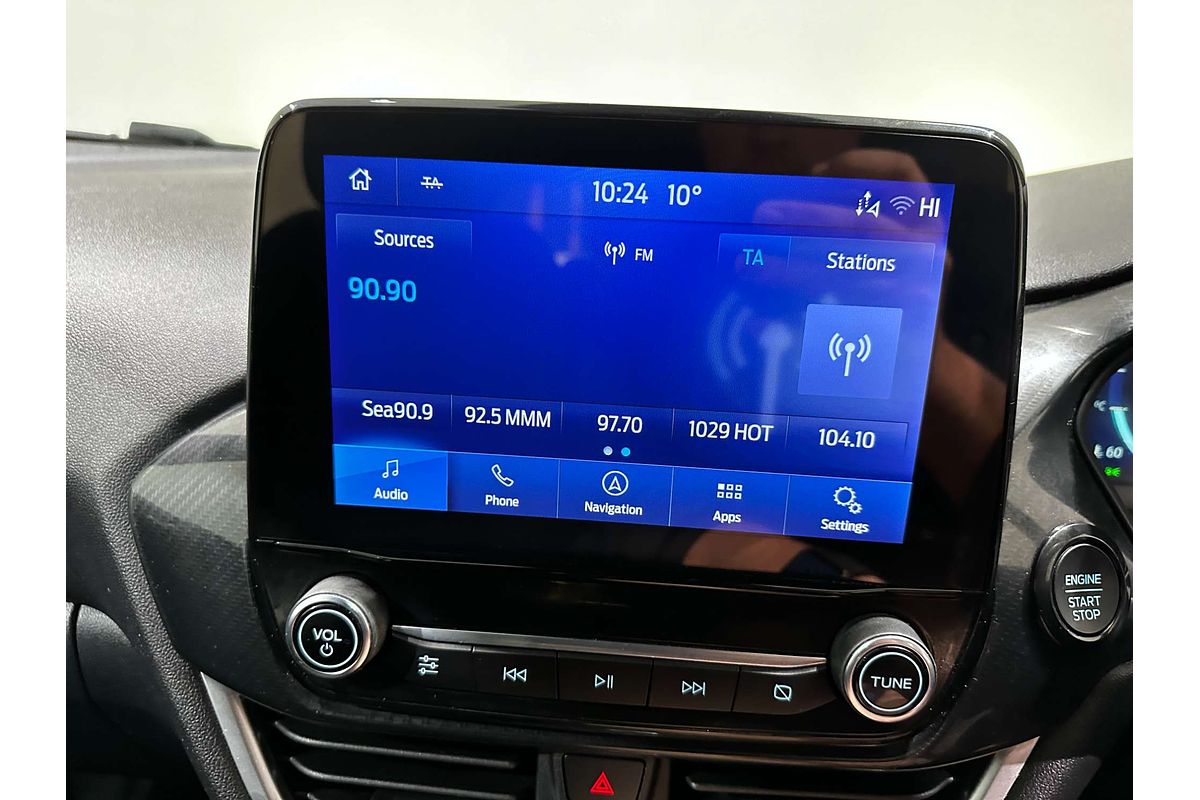 TA
10:24 10°
HI
Sources
FM
TA
Stations
90.90
Sea90.9
92.5 MMM
97.70
1029 HOT
104.10
Audio
Phone
Navigation
Apps
Settings
°C
60
ENGINE
START
STOP
VOL
TUNE